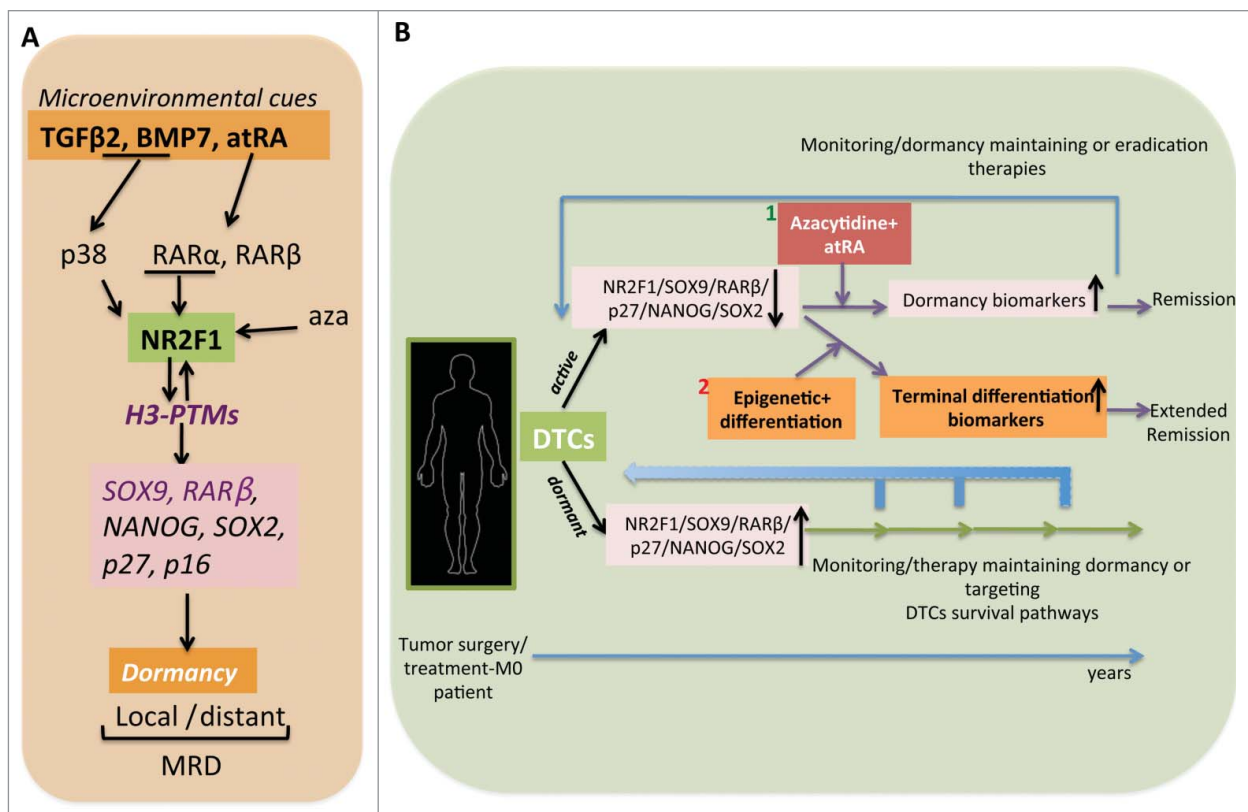 A
Microenvironmental cues
TGFβ2, BMP7, atRA
p38
RARα, RARβ
aza
NR2F1
H3-PTMs
SOX9, RARβ,
NANOG, SOX2,
p27, p16
Dormancy
Local /distant
MRD
B
Monitoring/dormancy maintaining or eradication
therapies
1
Azacytidine+
atRA
NR2F1/SOX9/RARβ/
p27/NANOG/SOX2
Dormancy biomarkers
Remission
active
2
Epigenetic+
differentiation
Terminal differentiation
biomarkers
Extended
Remission
DTCs
dormant
NR2F1/SOX9/RARβ/
p27/NANOG/SOX2
Monitoring/therapy maintaining dormancy or
targeting
DTCs survival pathways
Tumor surgery/
treatment-M0
patient
years